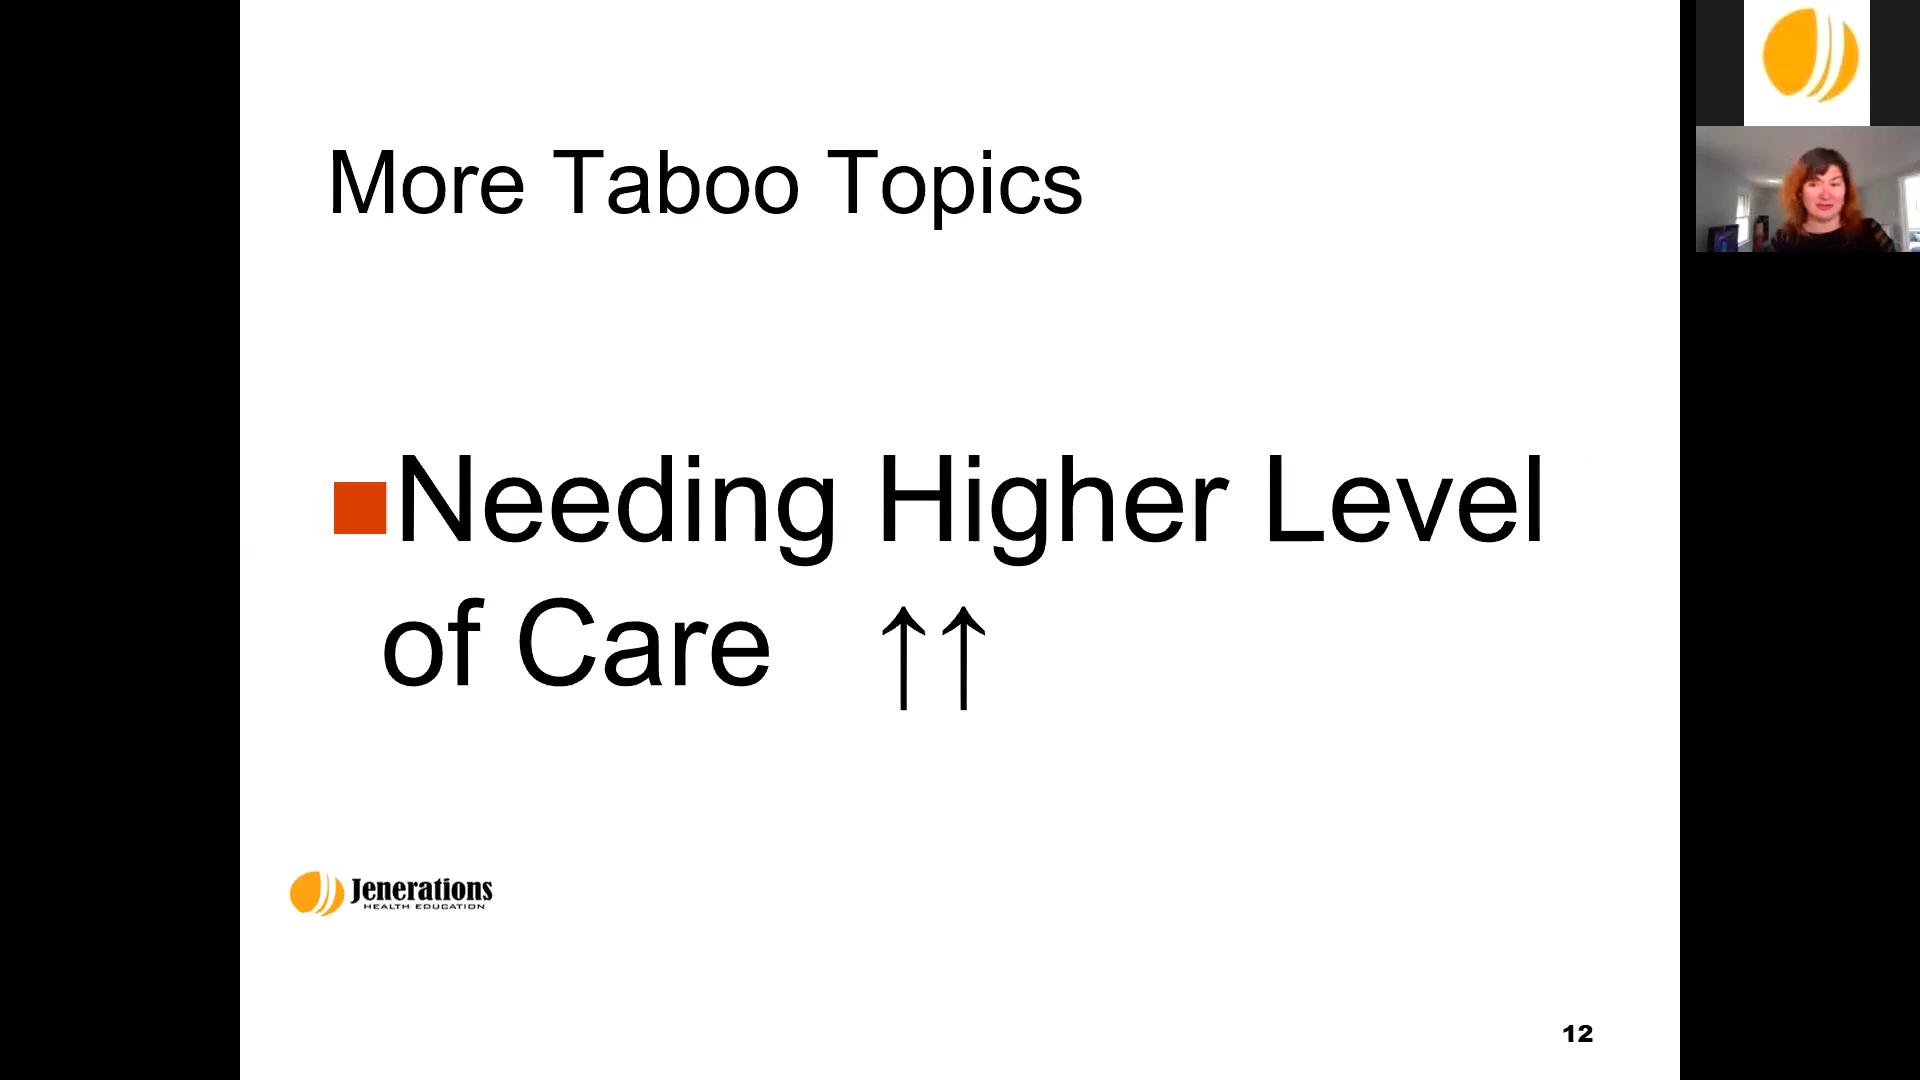 More Taboo Topics
■Needing Higher Level
of Care ↑↑
Jenerations
HEALTH EDUCATION
12